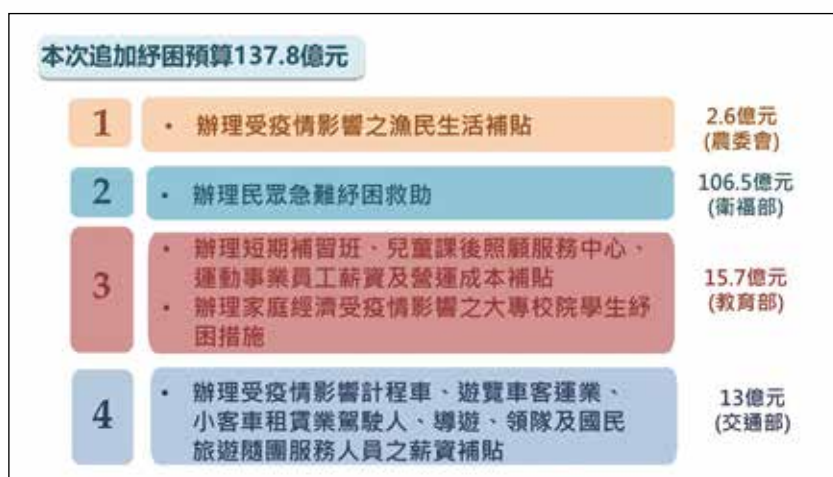 本次追加紓困預算137.8億元
1
• 辦理受疫情影響之漁民生活補貼
2.6億元
(農委會)
2
• 辦理民眾急難紓困救助
106.5億元
(衛福部)
3
• 辦理短期補習班、兒童課後照顧服務中心、
運動事業員工薪資及營運成本補貼
• 辦理家庭經濟受疫情影響之大專校院學生紓
困措施
15.7億元
(教育部)
4
• 辦理受疫情影響計程車、遊覽車客運業、
小客車租賃業駕駛人、導遊、領隊及國民
旅遊隨團服務人員之薪資補貼
13億元
(交通部)